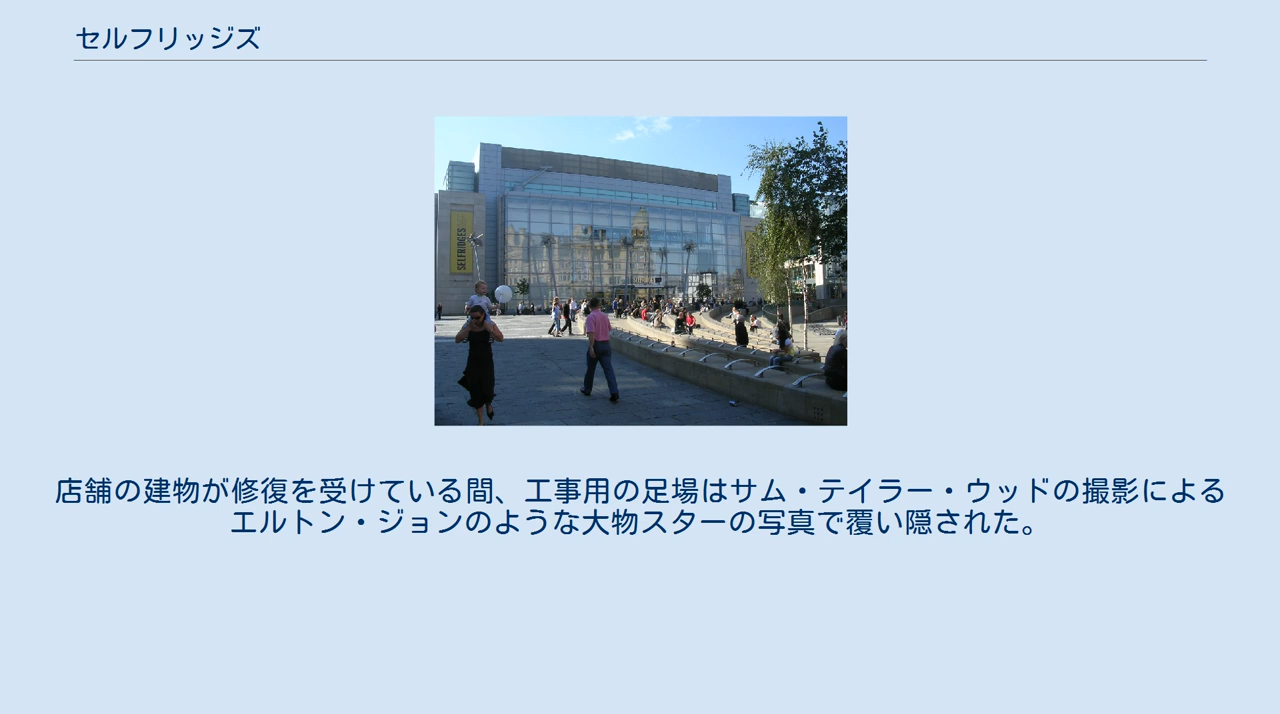 セルフリッジズ
SELFRIDGES
店舗の建物が修復を受けている間、工事用の足場はサム・テイラー・ウッドの撮影による
エルトン・ジョンのような大物スターの写真で覆い隠された。